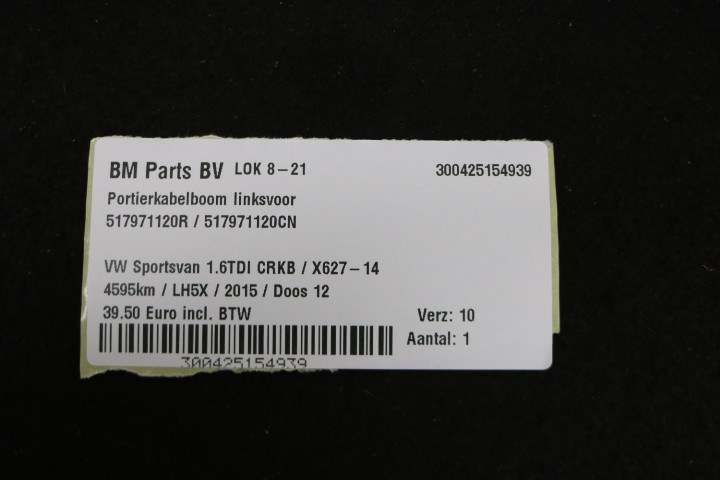 BM Parts BV LOK 8-21 300425154939
Portierkabelboom linksvoor
517971120R / 517971120CN
VW Sportsvan 1.6TDI CRKB / X627-14
4595km / LH5X / 2015 / Doos 12
39.50 Euro incl. BTW Verz: 10
Aantal: 1
300425154939